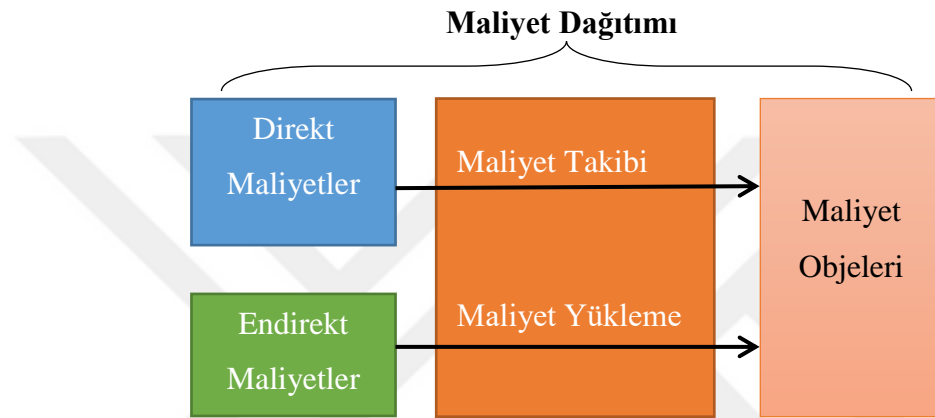 Maliyet Dağıtımı
Direkt
Maliyetler
Maliyet Takibi
Maliyet
Objeleri
Endirekt
Maliyetler
Maliyet Yükleme